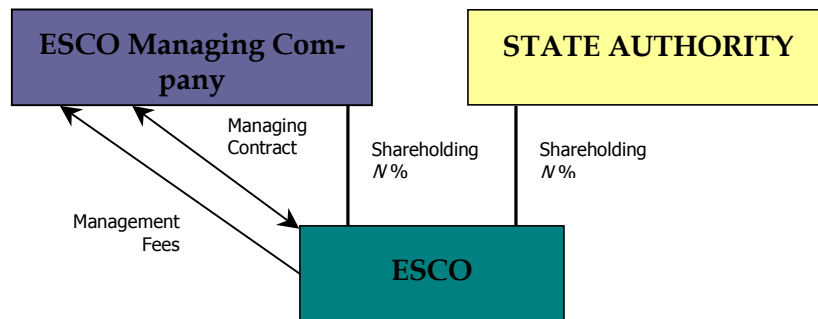 ESCO Managing Com-
pany
STATE AUTHORITY
Managing
Contract
Shareholding
N%
Shareholding
N%
Management
Fees
ESCO